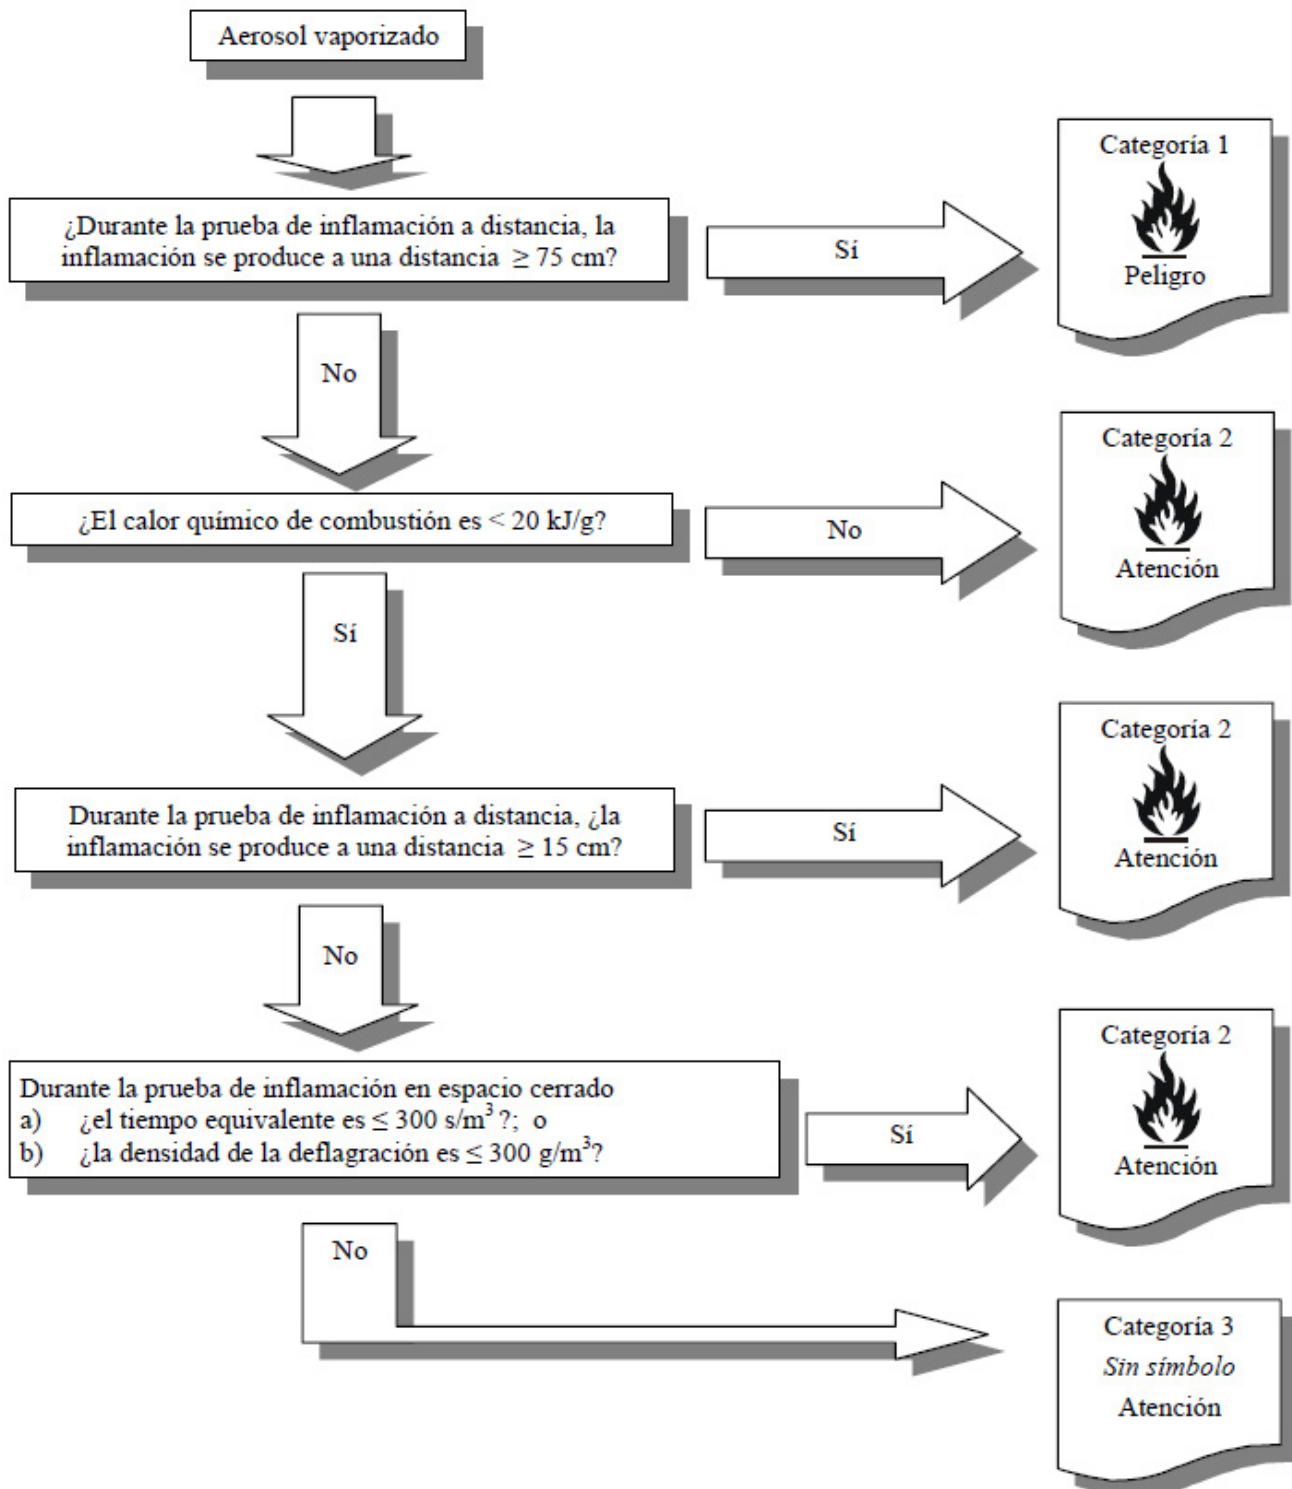 Aerosol vaporizado
¿Durante la prueba de inflamación a distancia, la
inflamación se produce a una distancia ≥ 75 cm?
Sí
Categoría 1
Peligro
No
¿El calor químico de combustión es < 20 kJ/g?
No
Categoría 2
Atención
Sí
Durante la prueba de inflamación a distancia, ¿la
inflamación se produce a una distancia ≥ 15 cm?
Sí
Categoría 2
Atención
No
Durante la prueba de inflamación en espacio cerrado
a) ¿el tiempo equivalente es ≤ 300 s/m³ ?; o
b) ¿la densidad de la deflagración es ≤ 300 g/m³?
Sí
Categoría 2
Atención
No
Categoría 3
Sin símbolo
Atención